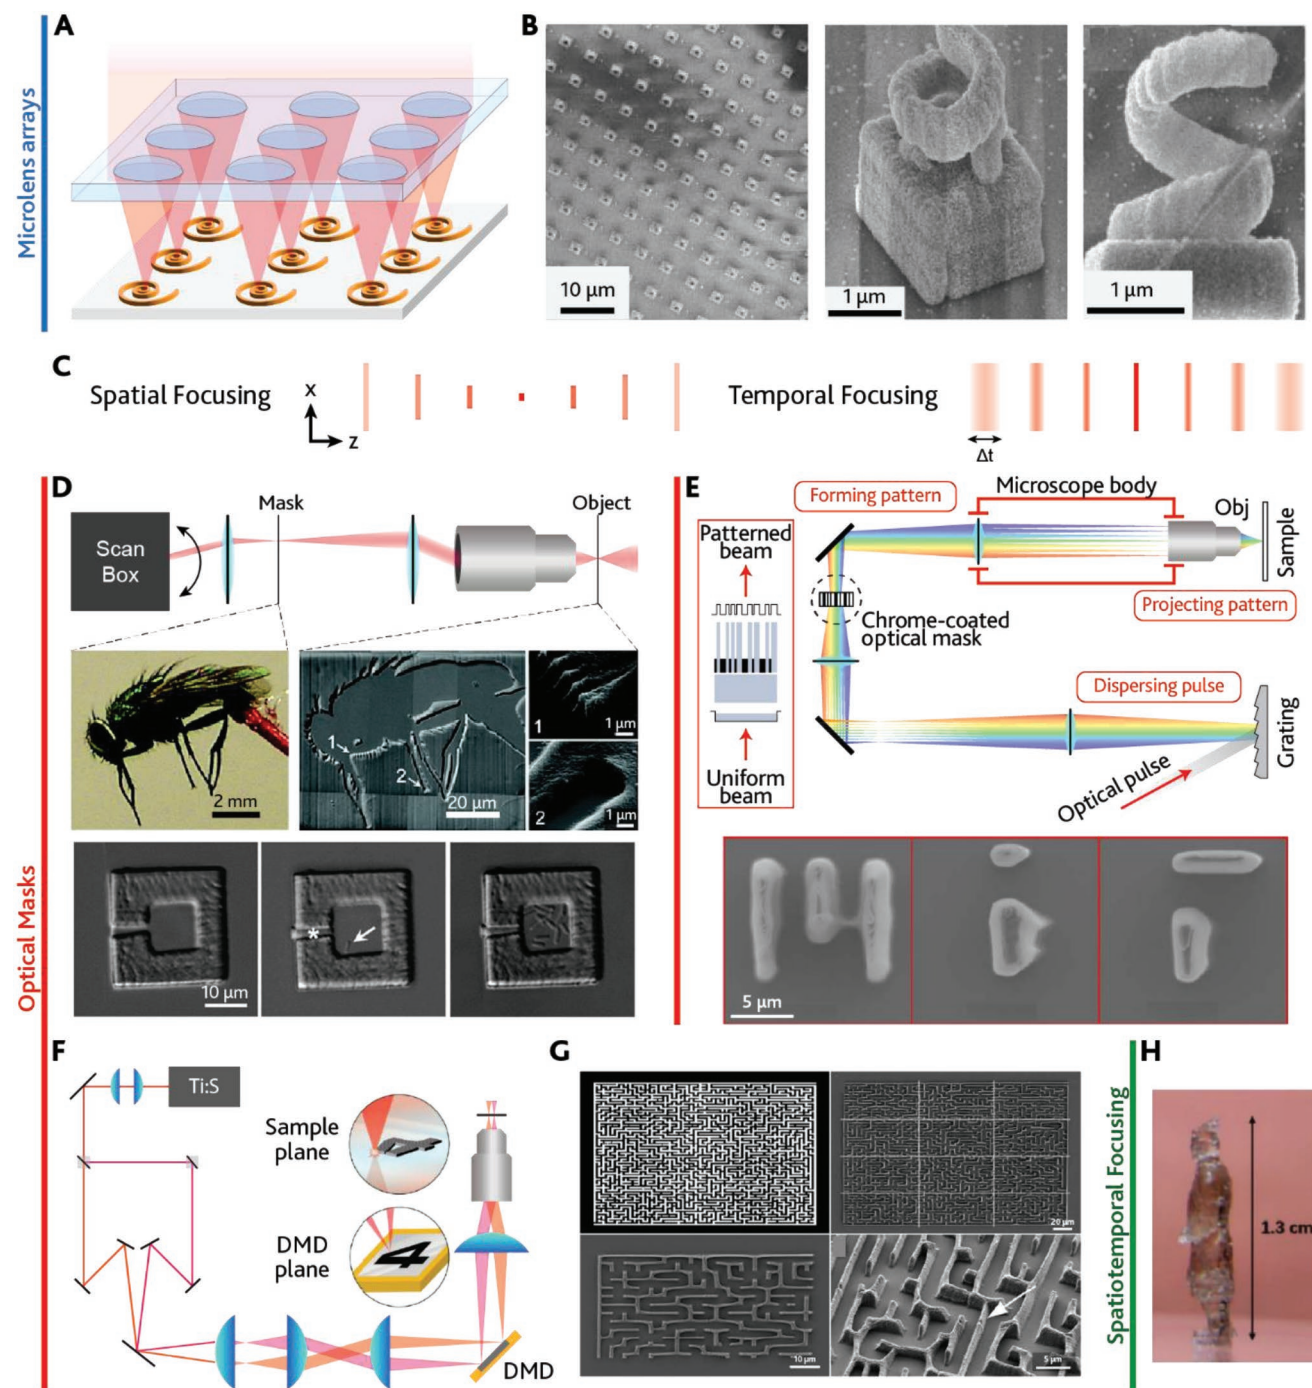 Microlens arrays
A
B
10 µm
1 µm
1 µm
C
Spatial Focusing
x
z
Temporal Focusing
Δt
Optical Masks
D
Scan
Box
Mask
Object
2 mm
1
2
20 µm
1
1 µm
2
1 µm
10 µm
*
E
Forming pattern
Microscope body
Obj
Sample
Patterned
beam
Chrome-coated
optical mask
Projecting pattern
Dispersing pulse
Grating
Uniform
beam
Optical pulse
5 µm
F
Ti:S
Sample
plane
DMD
plane
4
DMD
G
20 µm
10 µm
5 µm
Spatiotemporal Focusing
H
1.3 cm